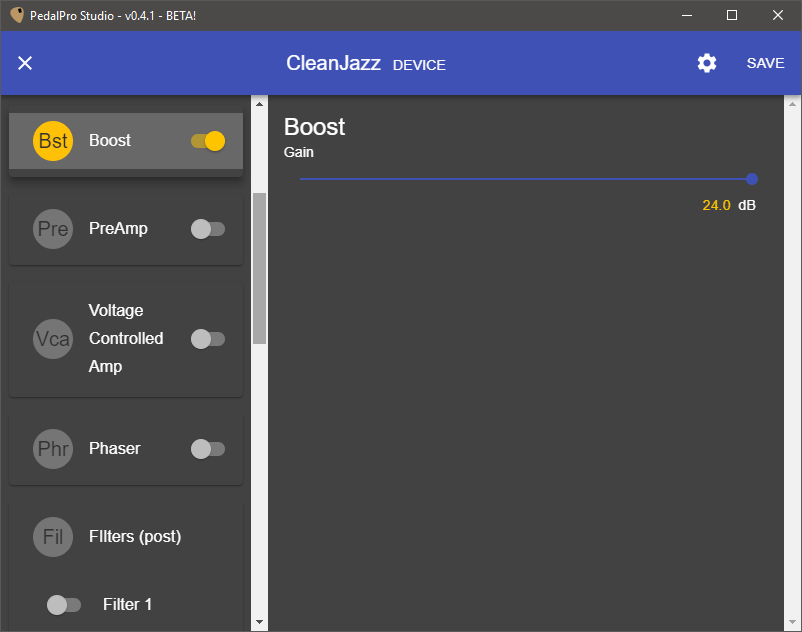 PedalPro Studio - v0.4.1 - BETA!
CleanJazz DEVICE
SAVE
Bst Boost
Pre PreAmp
Vca Voltage
Controlled
Amp
Phr Phaser
Fil FIlters (post)
Filter 1
Boost
Gain
24.0 dB